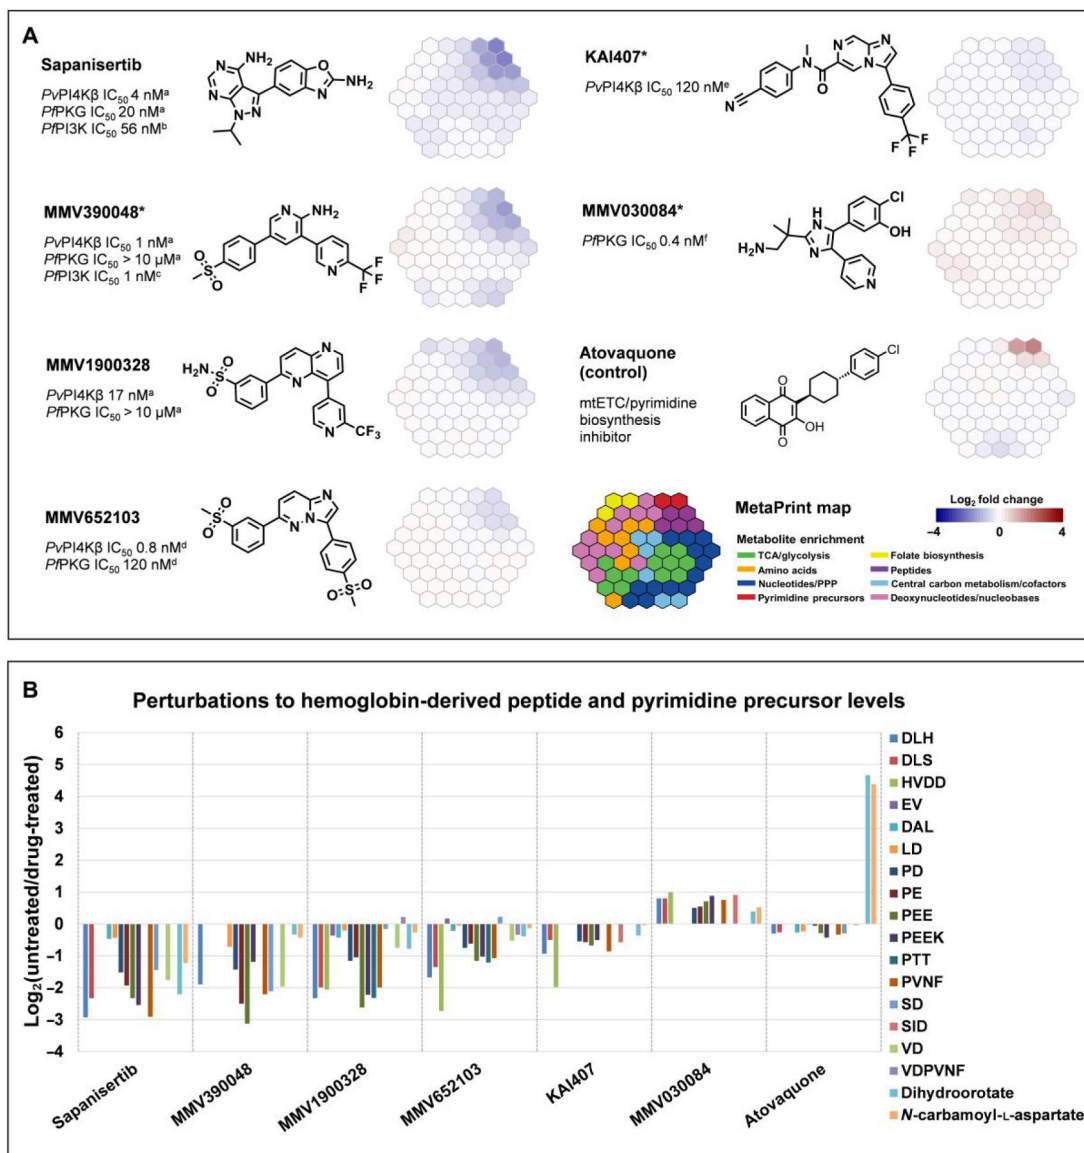 A
Sapanisertib
PvPI4Kβ IC50 4 nMᵃ
PfPKG IC50 20 nMᵃ
PfPI3K IC50 56 nMᵇ
NH2
N
N
N
N
O
N
NH2
KAI407*
PvPI4Kβ IC50 120 nMᵉ
N
N
O
N
N
N
F
F
F
MMV390048*
PvPI4Kβ IC50 1 nMᵃ
PfPKG IC50 > 10 µMᵃ
PfPI3K IC50 1 nMᶜ
N
NH2
O
S
O
N
F
F
F
MMV030084*
PfPKG IC50 0.4 nMᶠ
H
N
H2N
N
Cl
OH
N
MMV1900328
PvPI4Kβ 17 nMᵃ
PfPKG IC50 > 10 µMᵃ
H2N
O
S
O
N
N
N
CF3
Atovaquone
(control)
mtETC/pyrimidine
biosynthesis
inhibitor
Cl
O
OH
O
MMV652103
PvPI4Kβ IC50 0.8 nMᵈ
PfPKG IC50 120 nMᵈ
O
S
O
N
N
N
S
O
O
MetaPrint map
Metabolite enrichment
TCA/glycolysis
Amino acids
Nucleotides/PPP
Pyrimidine precursors
Folate biosynthesis
Peptides
Central carbon metabolism/cofactors
Deoxynucleotides/nucleobases
Log2 fold change
−4 0 4
B
Perturbations to hemoglobin-derived peptide and pyrimidine precursor levels
Log2(untreated/drug-treated)
6
5
4
3
2
1
0
−1
−2
−3
−4
Sapanisertib
MMV390048
MMV1900328
MMV652103
KAI407
MMV030084
Atovaquone
DLH
DLS
HVDD
EV
DAL
LD
PD
PE
PEE
PEEK
PTT
PVNF
SD
SID
VD
VDPVNF
Dihydroorotate
N-carbamoyl-L-aspartate